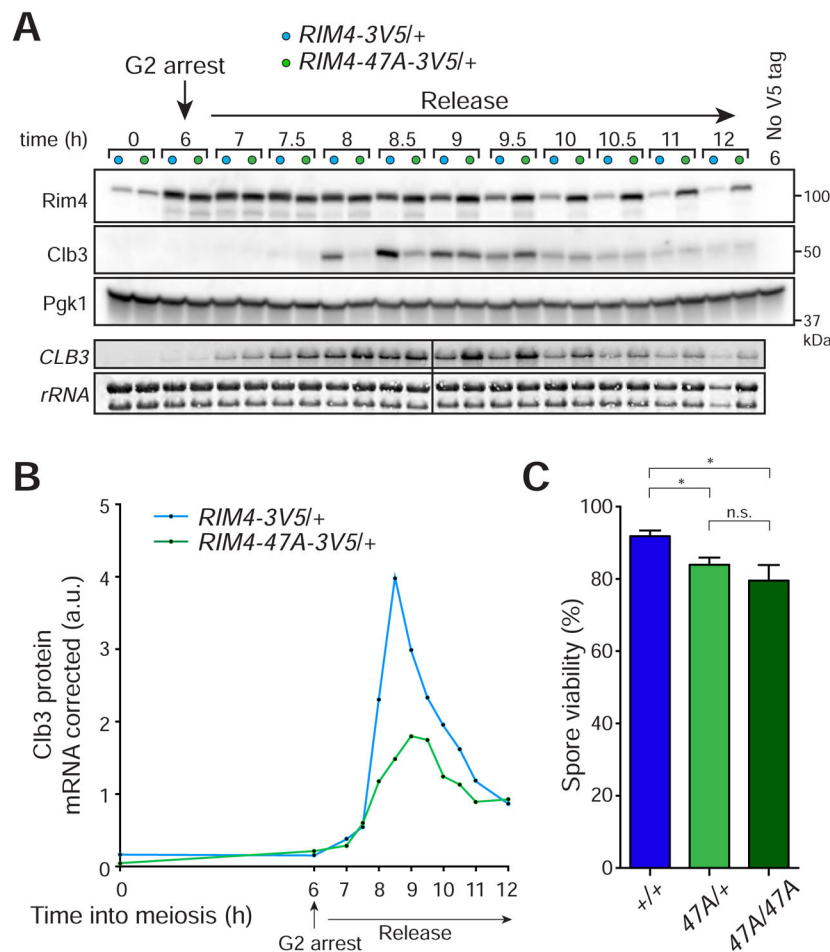 A
RIM4-3V5/+
RIM4-47A-3V5/+
G2 arrest
Release
No V5 tag
time (h) 0 6 7 7.5 8 8.5 9 9.5 10 10.5 11 12 6
Rim4 100
Clb3 50
Pgk1
37
kDa
CLB3
rRNA
B
RIM4-3V5/+
RIM4-47A-3V5/+
Clb3 protein
mRNA corrected (a.u.)
5
4
3
2
1
0
0 6 7 8 9 10 11 12
Time into meiosis (h)
G2 arrest
Release
C
*
*
n.s.
Spore viability (%)
100
80
60
40
20
0
+/+
47A/+
47A/47A